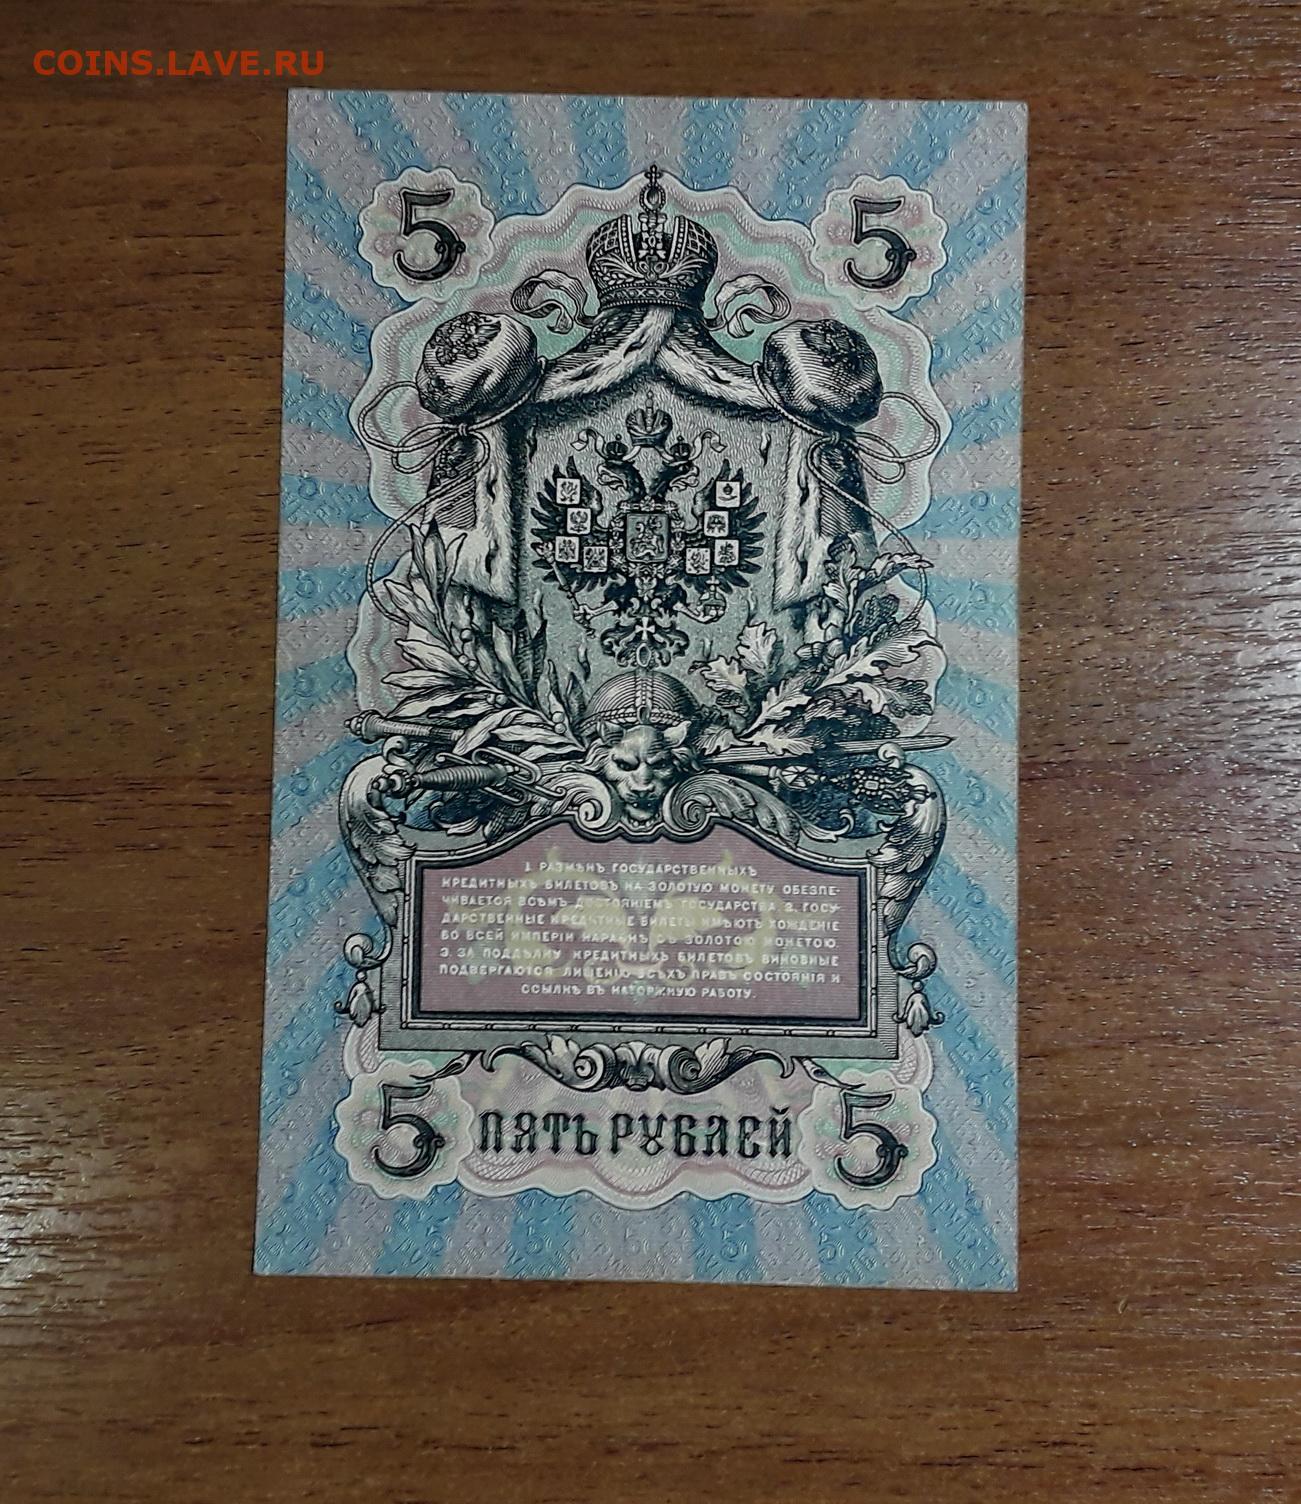 COINS.LAVE.RU
5 5
1. РАЗМѢНЪ ГОСУДАРСТВЕННЫХЪ
КРЕДИТНЫХЪ БИЛЕТОВЪ НА ЗОЛОТУЮ МОНЕТУ ОБЕЗПЕ-
ЧИВАЕТСЯ ВСѢМЪ ДОСТОЯНІЕМЪ ГОСУДАРСТВА. 2. ГОСУ-
ДАРСТВЕННЫЕ КРЕДИТНЫЕ БИЛЕТЫ ИМѢЮТЪ ХОЖДЕНІЕ
ВО ВСЕЙ ИМПЕРІИ НАРАВНѢ СЪ ЗОЛОТОЮ МОНЕТОЮ.
3. ЗА ПОДДѢЛКУ КРЕДИТНЫХЪ БИЛЕТОВЪ ВИНОВНЫЕ
ПОДВЕРГАЮТСЯ ЛИШЕНІЮ ВСѢХЪ ПРАВЪ СОСТОЯНІЯ И
ССЫЛКѢ ВЪ КАТОРЖНУЮ РАБОТУ.
5 ПЯТЬ РУБЛЕЙ 5